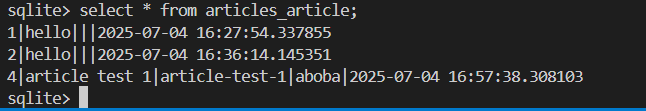 sqlite> select * from articles_article;
1|hello|||2025-07-04 16:27:54.337855
2|hello|||2025-07-04 16:36:14.145351
4|article test 1|article-test-1|aboba|2025-07-04 16:57:38.308103
sqlite>